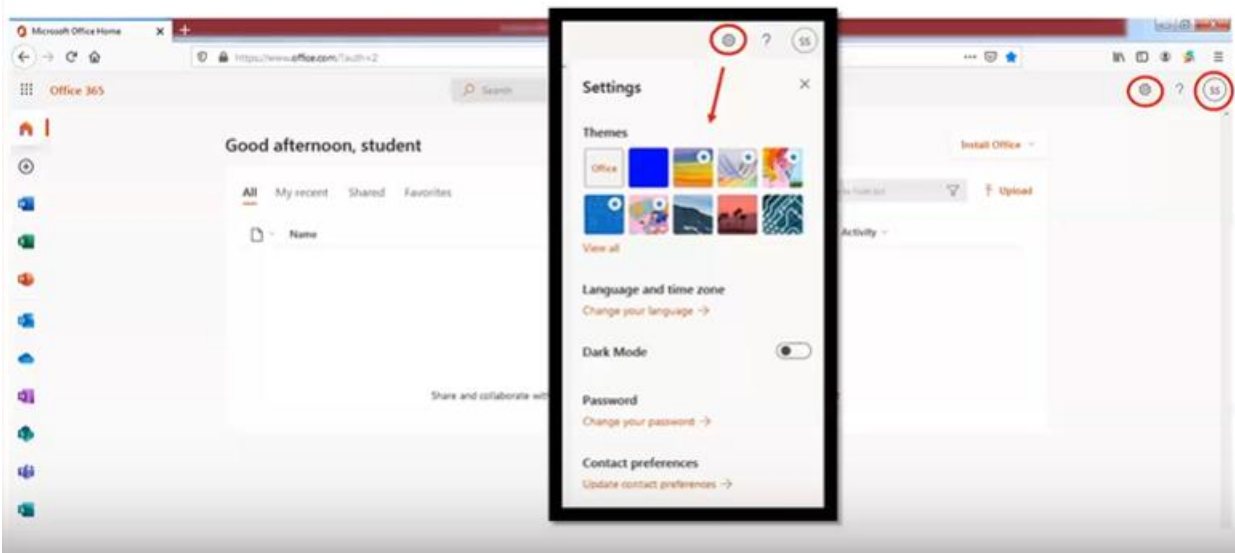 Microsoft Office Home
https://www.office.com/?auth=2
Office 365
Search
? SS
Good afternoon, student
Install Office
All My recent Shared Favorites
Upload
Name
Activity
Share and collaborate with
? SS
Settings
Themes
Office
View all
Language and time zone
Change your language →
Dark Mode
Password
Change your password →
Contact preferences
Update contact preferences →